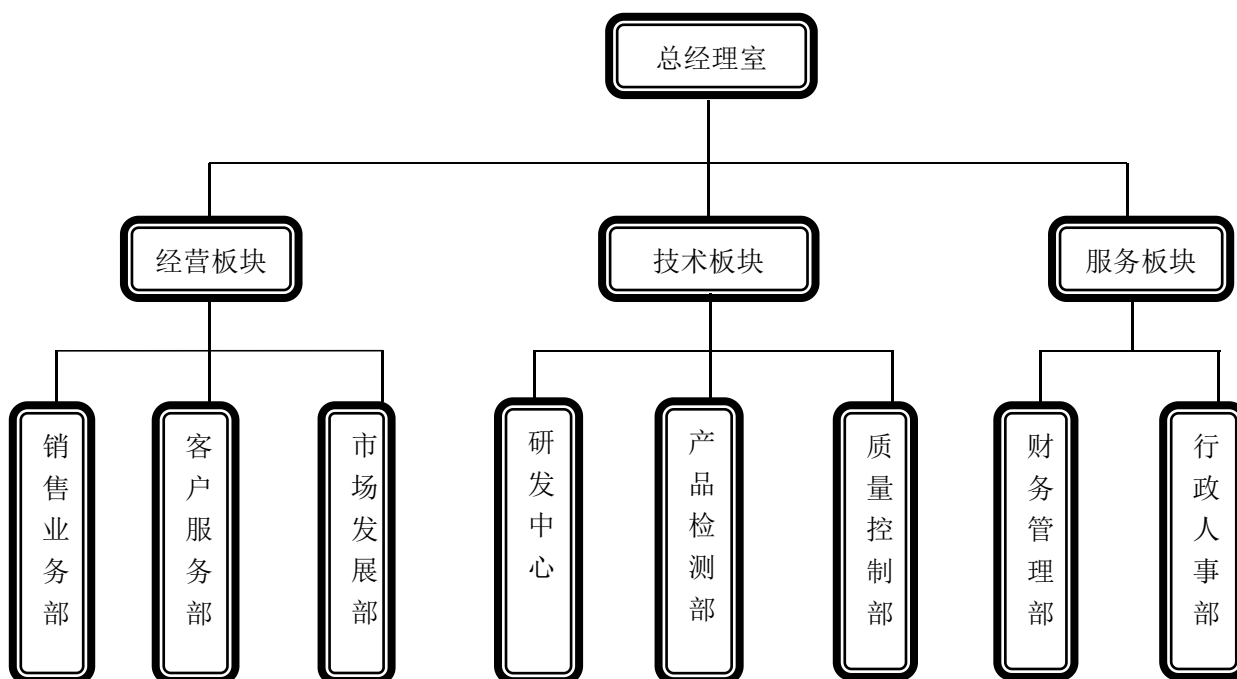 总经理室
经营板块
技术板块
服务板块
销售业务部
客户服务部
市场发展部
研发中心
产品检测部
质量控制部
财务管理部
行政人事部